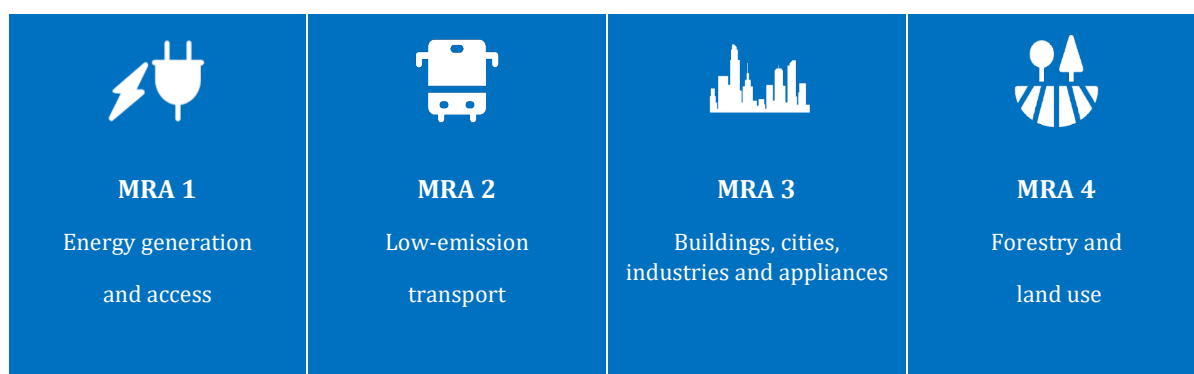 MRA 1
Energy generation
and access
MRA 2
Low-emission
transport
MRA 3
Buildings, cities,
industries and appliances
MRA 4
Forestry and
land use